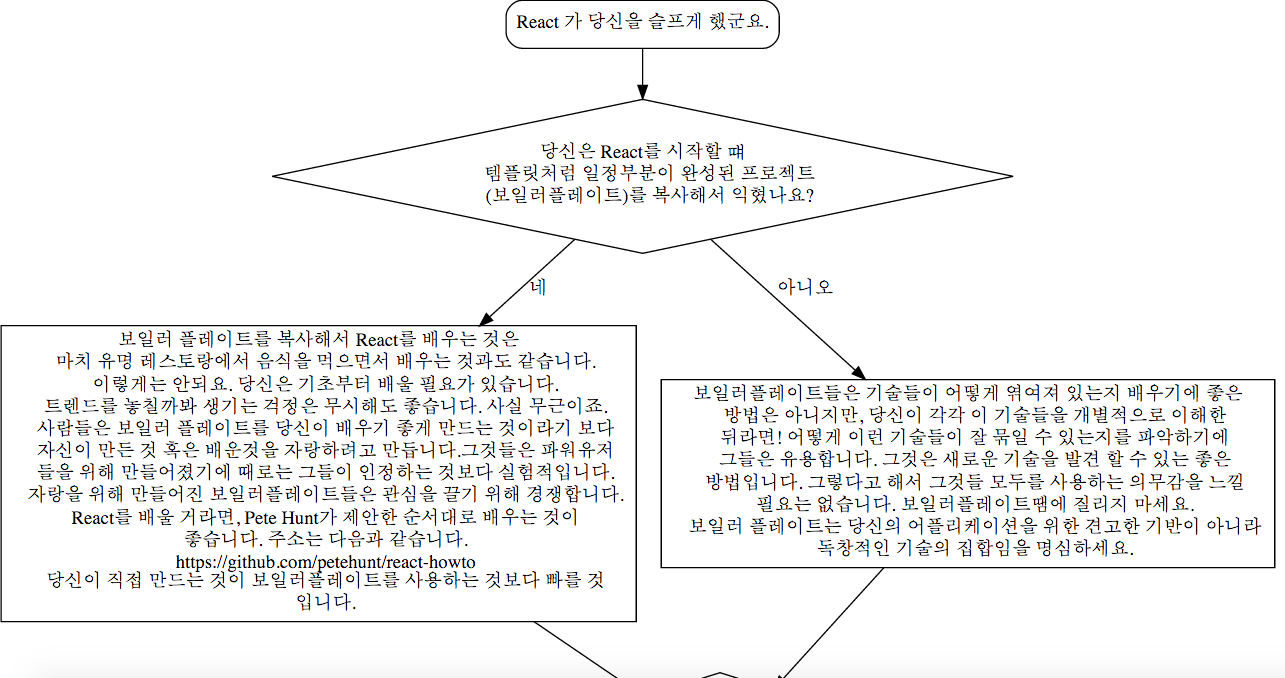 React 가 당신을 슬프게 했군요.
당신은 React를 시작할 떄
템플릿처럼 일정부분이 완성된 프로젝트
(보일러플레이트)를 복사해서 익혔나요?
네
아니오
보일러 플레이트를 복사해서 React를 배우는 것은
마치 유명 레스토랑에서 음식을 먹으면서 배우는 것과도 같습니다.
이렇게는 안되요. 당신은 기초부터 배울 필요가 있습니다.
트렌드를 놓칠까봐 생기는 걱정은 무시해도 좋습니다. 사실 무근이죠.
사람들은 보일러 플레이트를 당신이 배우기 좋게 만드는 것이라기 보다
자신이 만든 것 혹은 배운것을 자랑하려고 만듭니다.그것들은 파워유저
들을 위해 만들어졌기에 때로는 그들이 인정하는 것보다 실험적입니다.
자랑을 위해 만들어진 보일러플레이트들은 관심을 끌기 위해 경쟁합니다.
React를 배울 거라면, Pete Hunt가 제안한 순서대로 배우는 것이
좋습니다. 주소는 다음과 같습니다.
https://github.com/petehunt/react-howto
당신이 직접 만드는 것이 보일러플레이트를 사용하는 것보다 빠를 것
입니다.
보일러플레이트들은 기술들이 어떻게 엮여져 있는지 배우기에 좋은
방법은 아니지만, 당신이 각각 이 기술들을 개별적으로 이해한
뒤라면! 어떻게 이런 기술들이 잘 묶일 수 있는지를 파악하기에
그들은 유용합니다. 그것은 새로운 기술을 발견 할 수 있는 좋은
방법입니다. 그렇다고 해서 그것들 모두를 사용하는 의무감을 느낄
필요는 없습니다. 보일러플레이트땜에 질리지 마세요.
보일러 플레이트는 당신의 어플리케이션을 위한 견고한 기반이 아니라
독창적인 기술의 집합임을 명심하세요.